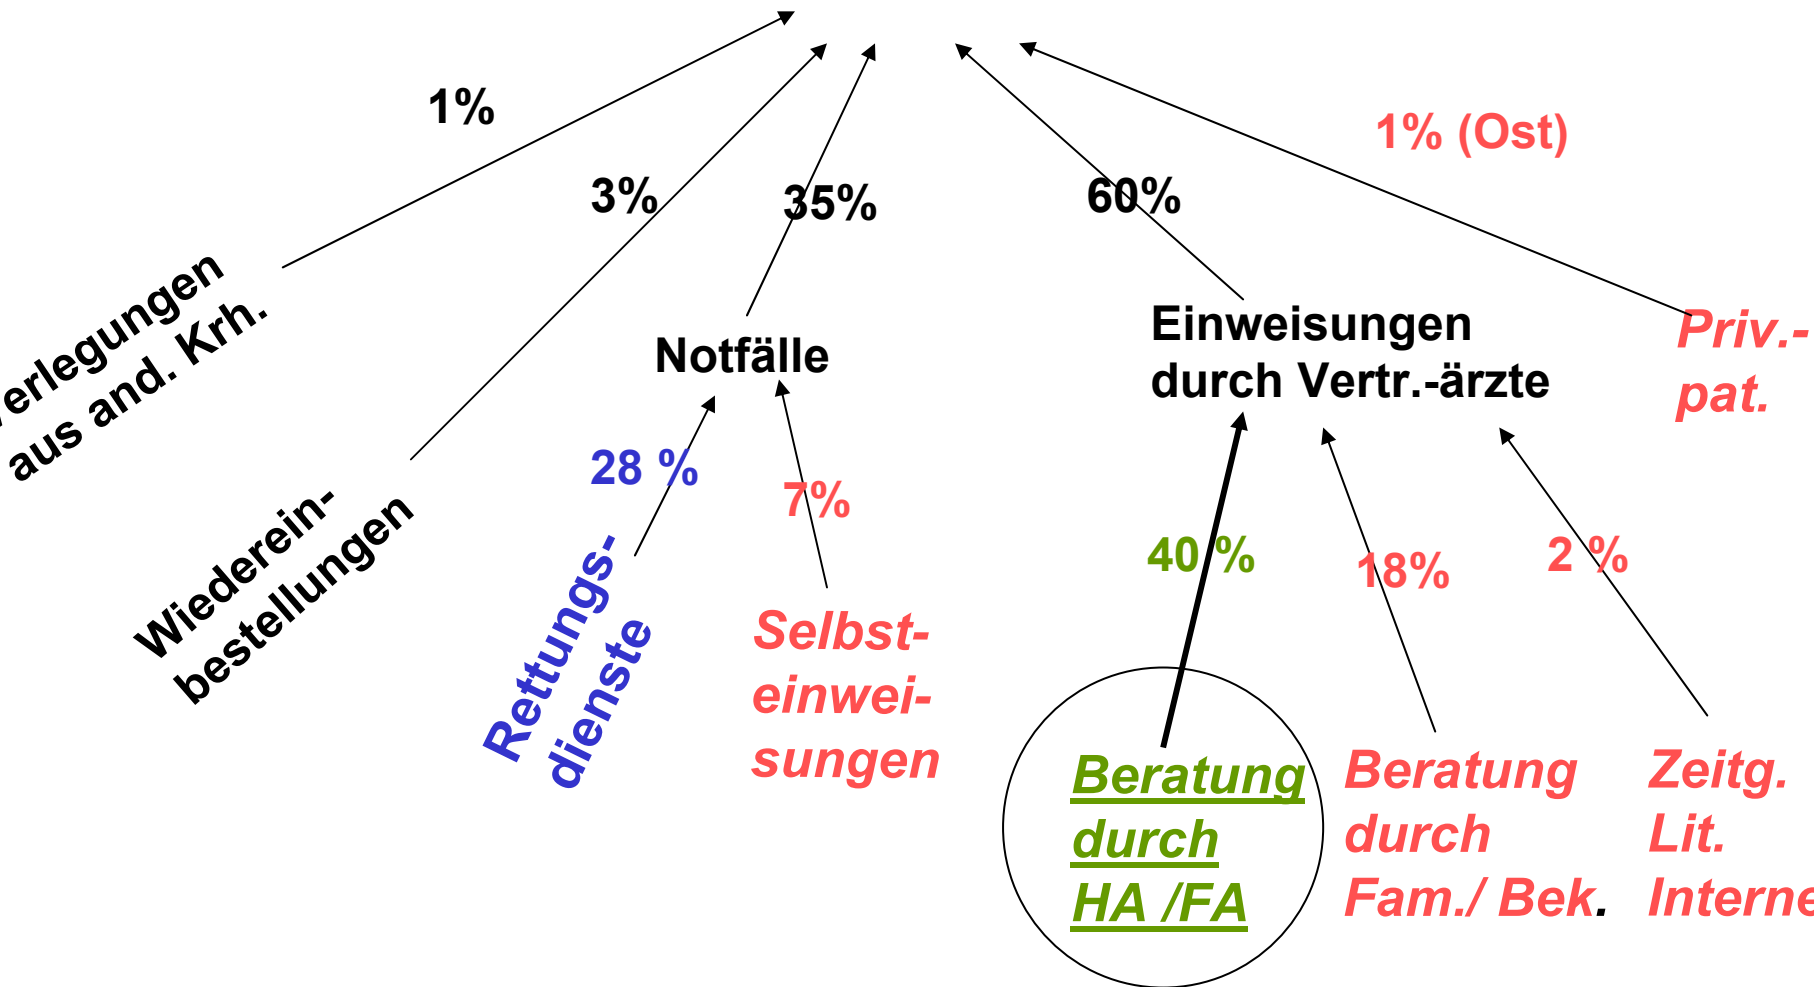 1%
1% (Ost)
3%
35%
60%
erlegungen
aus and. Krh.
Notfälle
Einweisungen
durch Vertr.-ärzte
Priv.-
pat.
Wiederein-
bestellungen
28 %
7%
40 %
18%
2 %
Rettungs-
dienste
Selbst-
einwei-
sungen
Beratung
durch
HA /FA
Beratung
durch
Fam./ Bek.
Zeitg.
Lit.
Interne